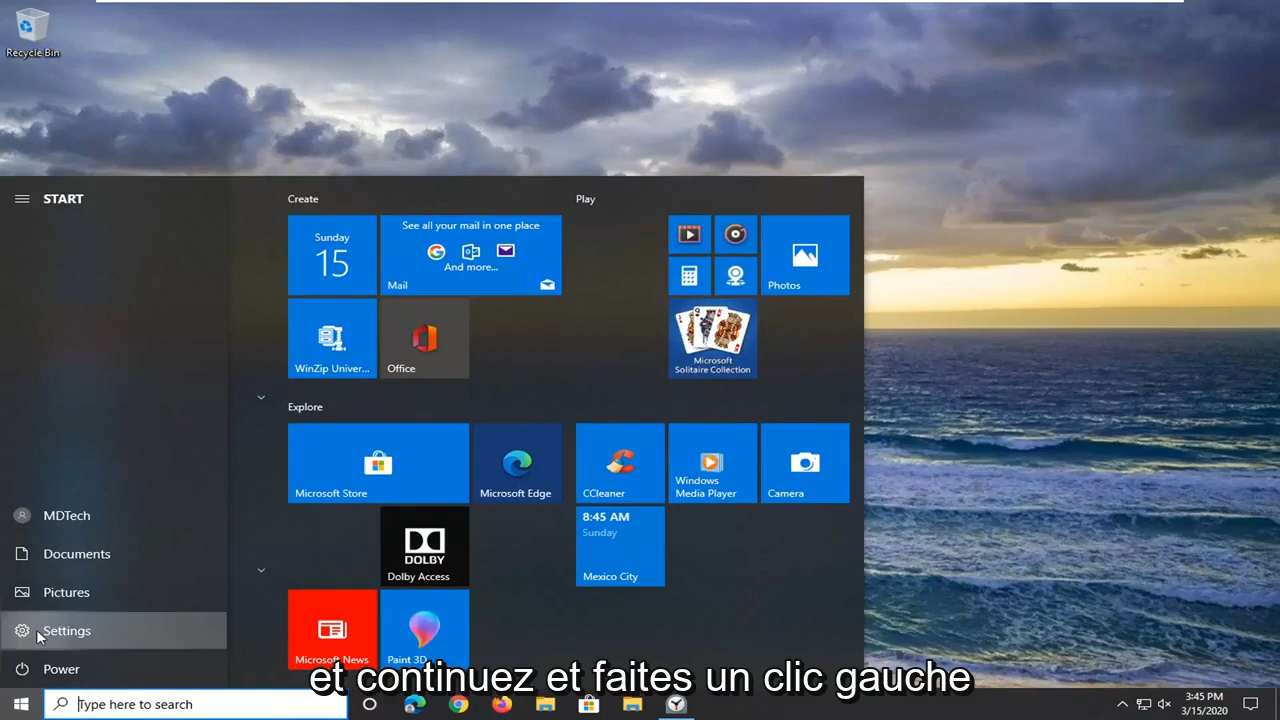 Recycle Bin
START
Create
Play
Sunday
15
See all your mail in one place
And more...
Mail
Photos
WinZip Univer...
Office
Microsoft
Solitaire Collection
Explore
Microsoft Store
Microsoft Edge
CCleaner
Windows
Media Player
Camera
MDTech
Documents
Pictures
Settings
Power
DOLBY
Dolby Access
8:45 AM
Sunday
Mexico City
Microsoft News
Paint 3D
et continuez et faites un clic gauche
Type here to search
3:45 PM
3/15/2020